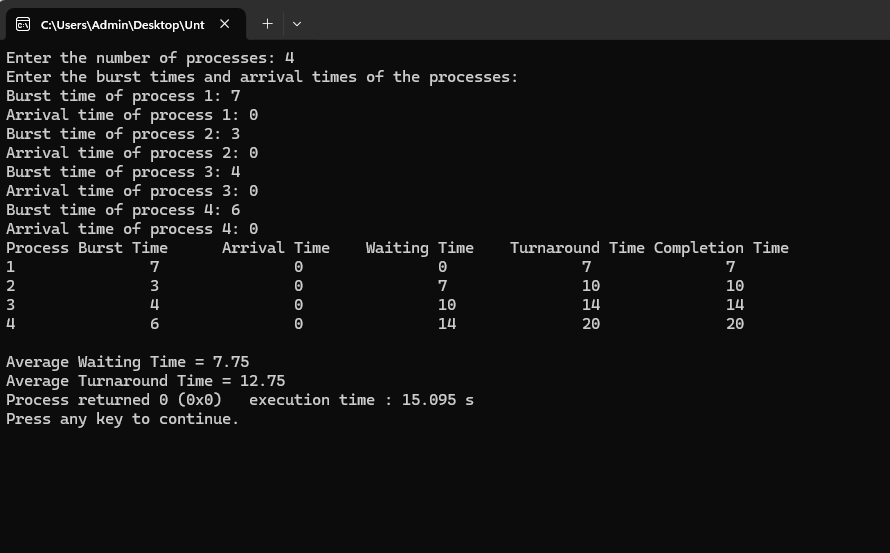 C:\Users\Admin\Desktop\Unt
Enter the number of processes: 4
Enter the burst times and arrival times of the processes:
Burst time of process 1: 7
Arrival time of process 1: 0
Burst time of process 2: 3
Arrival time of process 2: 0
Burst time of process 3: 4
Arrival time of process 3: 0
Burst time of process 4: 6
Arrival time of process 4: 0
Process Burst Time      Arrival Time    Waiting Time    Turnaround Time Completion Time
1               7               0               0               7               7
2               3               0               7               10              10
3               4               0               10              14              14
4               6               0               14              20              20
Average Waiting Time = 7.75
Average Turnaround Time = 12.75
Process returned 0 (0x0)   execution time : 15.095 s
Press any key to continue.